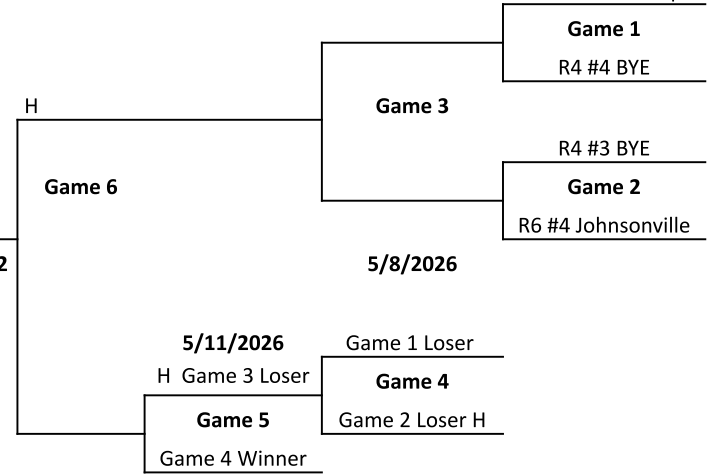 Game 1
R4 #4 BYE
H
Game 3
R4 #3 BYE
Game 6
Game 2
R6 #4 Johnsonville
2
5/8/2026
5/11/2026
Game 1 Loser
H Game 3 Loser
Game 4
Game 5
Game 2 Loser H
Game 4 Winner